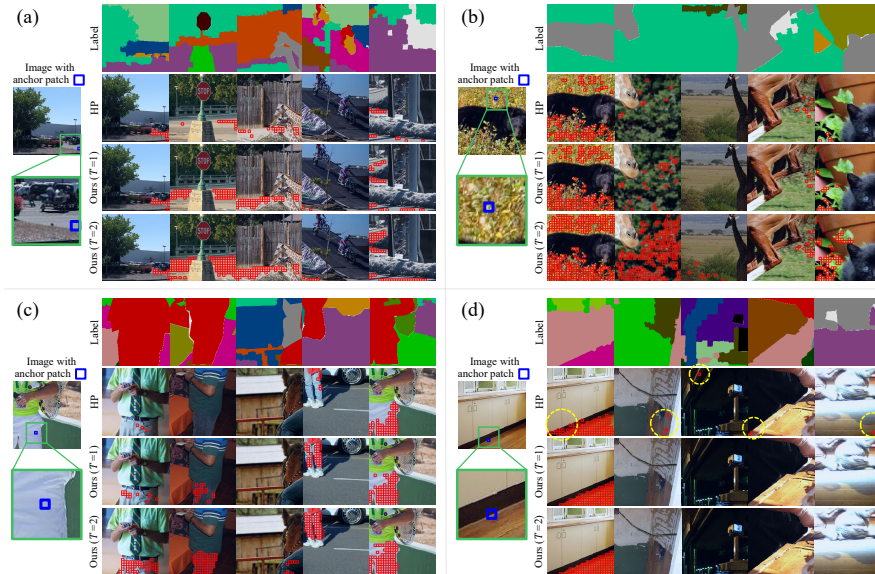 (a)
Label
Image with
anchor patch
HP
Ours (T=1)
Ours (T=2)
STOP
STOP
STOP
(b)
Label
Image with
anchor patch
HP
Ours (T=1)
Ours (T=2)
(c)
Label
Image with
anchor patch
HP
Ours (T=1)
Ours (T=2)
(d)
Label
Image with
anchor patch
HP
Ours (T=1)
Ours (T=2)